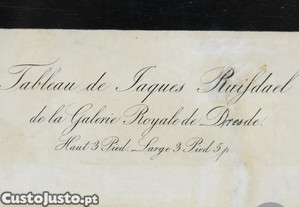 Tableau de Jaques Ruisdael
de la Galerie Royale de Dresde.
Haut 3 Pied. Large 3 Pied 5 p
CustoJusto.pt